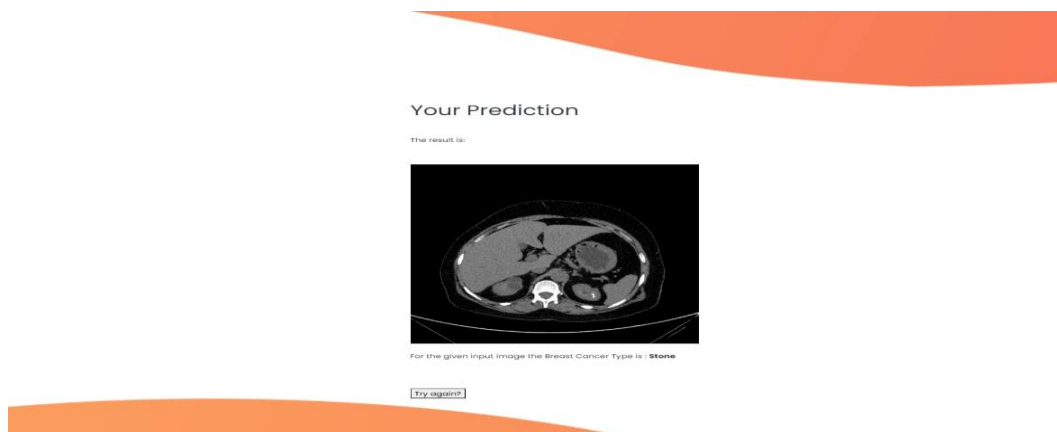 Your Prediction
The result is:
For the given input image the Breast Cancer Type is : Stone
Try again?